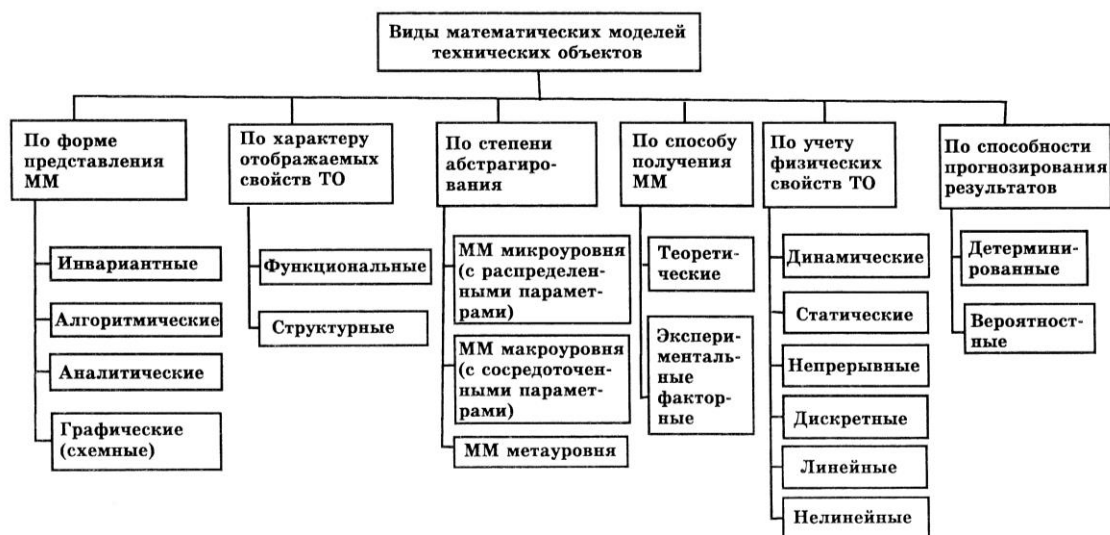 Виды математических моделей
технических объектов
По форме
представления
ММ
Инвариантные
Алгоритмические
Аналитические
Графические
(схемные)
По характеру
отображаемых
свойств ТО
Функциональные
Структурные
По степени
абстрагиро-
вания
ММ микроуровня
(с распределен-
ными парамет-
рами)
ММ макроуровня
(с сосредоточен-
ными парамет-
рами)
ММ метауровня
По способу
получения
ММ
Теорети-
ческие
Экспери-
менталь-
ные
фактор-
ные
По учету
физических
свойств ТО
Динамические
Статические
Непрерывные
Дискретные
Линейные
Нелинейные
По способности
прогнозирования
результатов
Детермини-
рованные
Вероятност-
ные